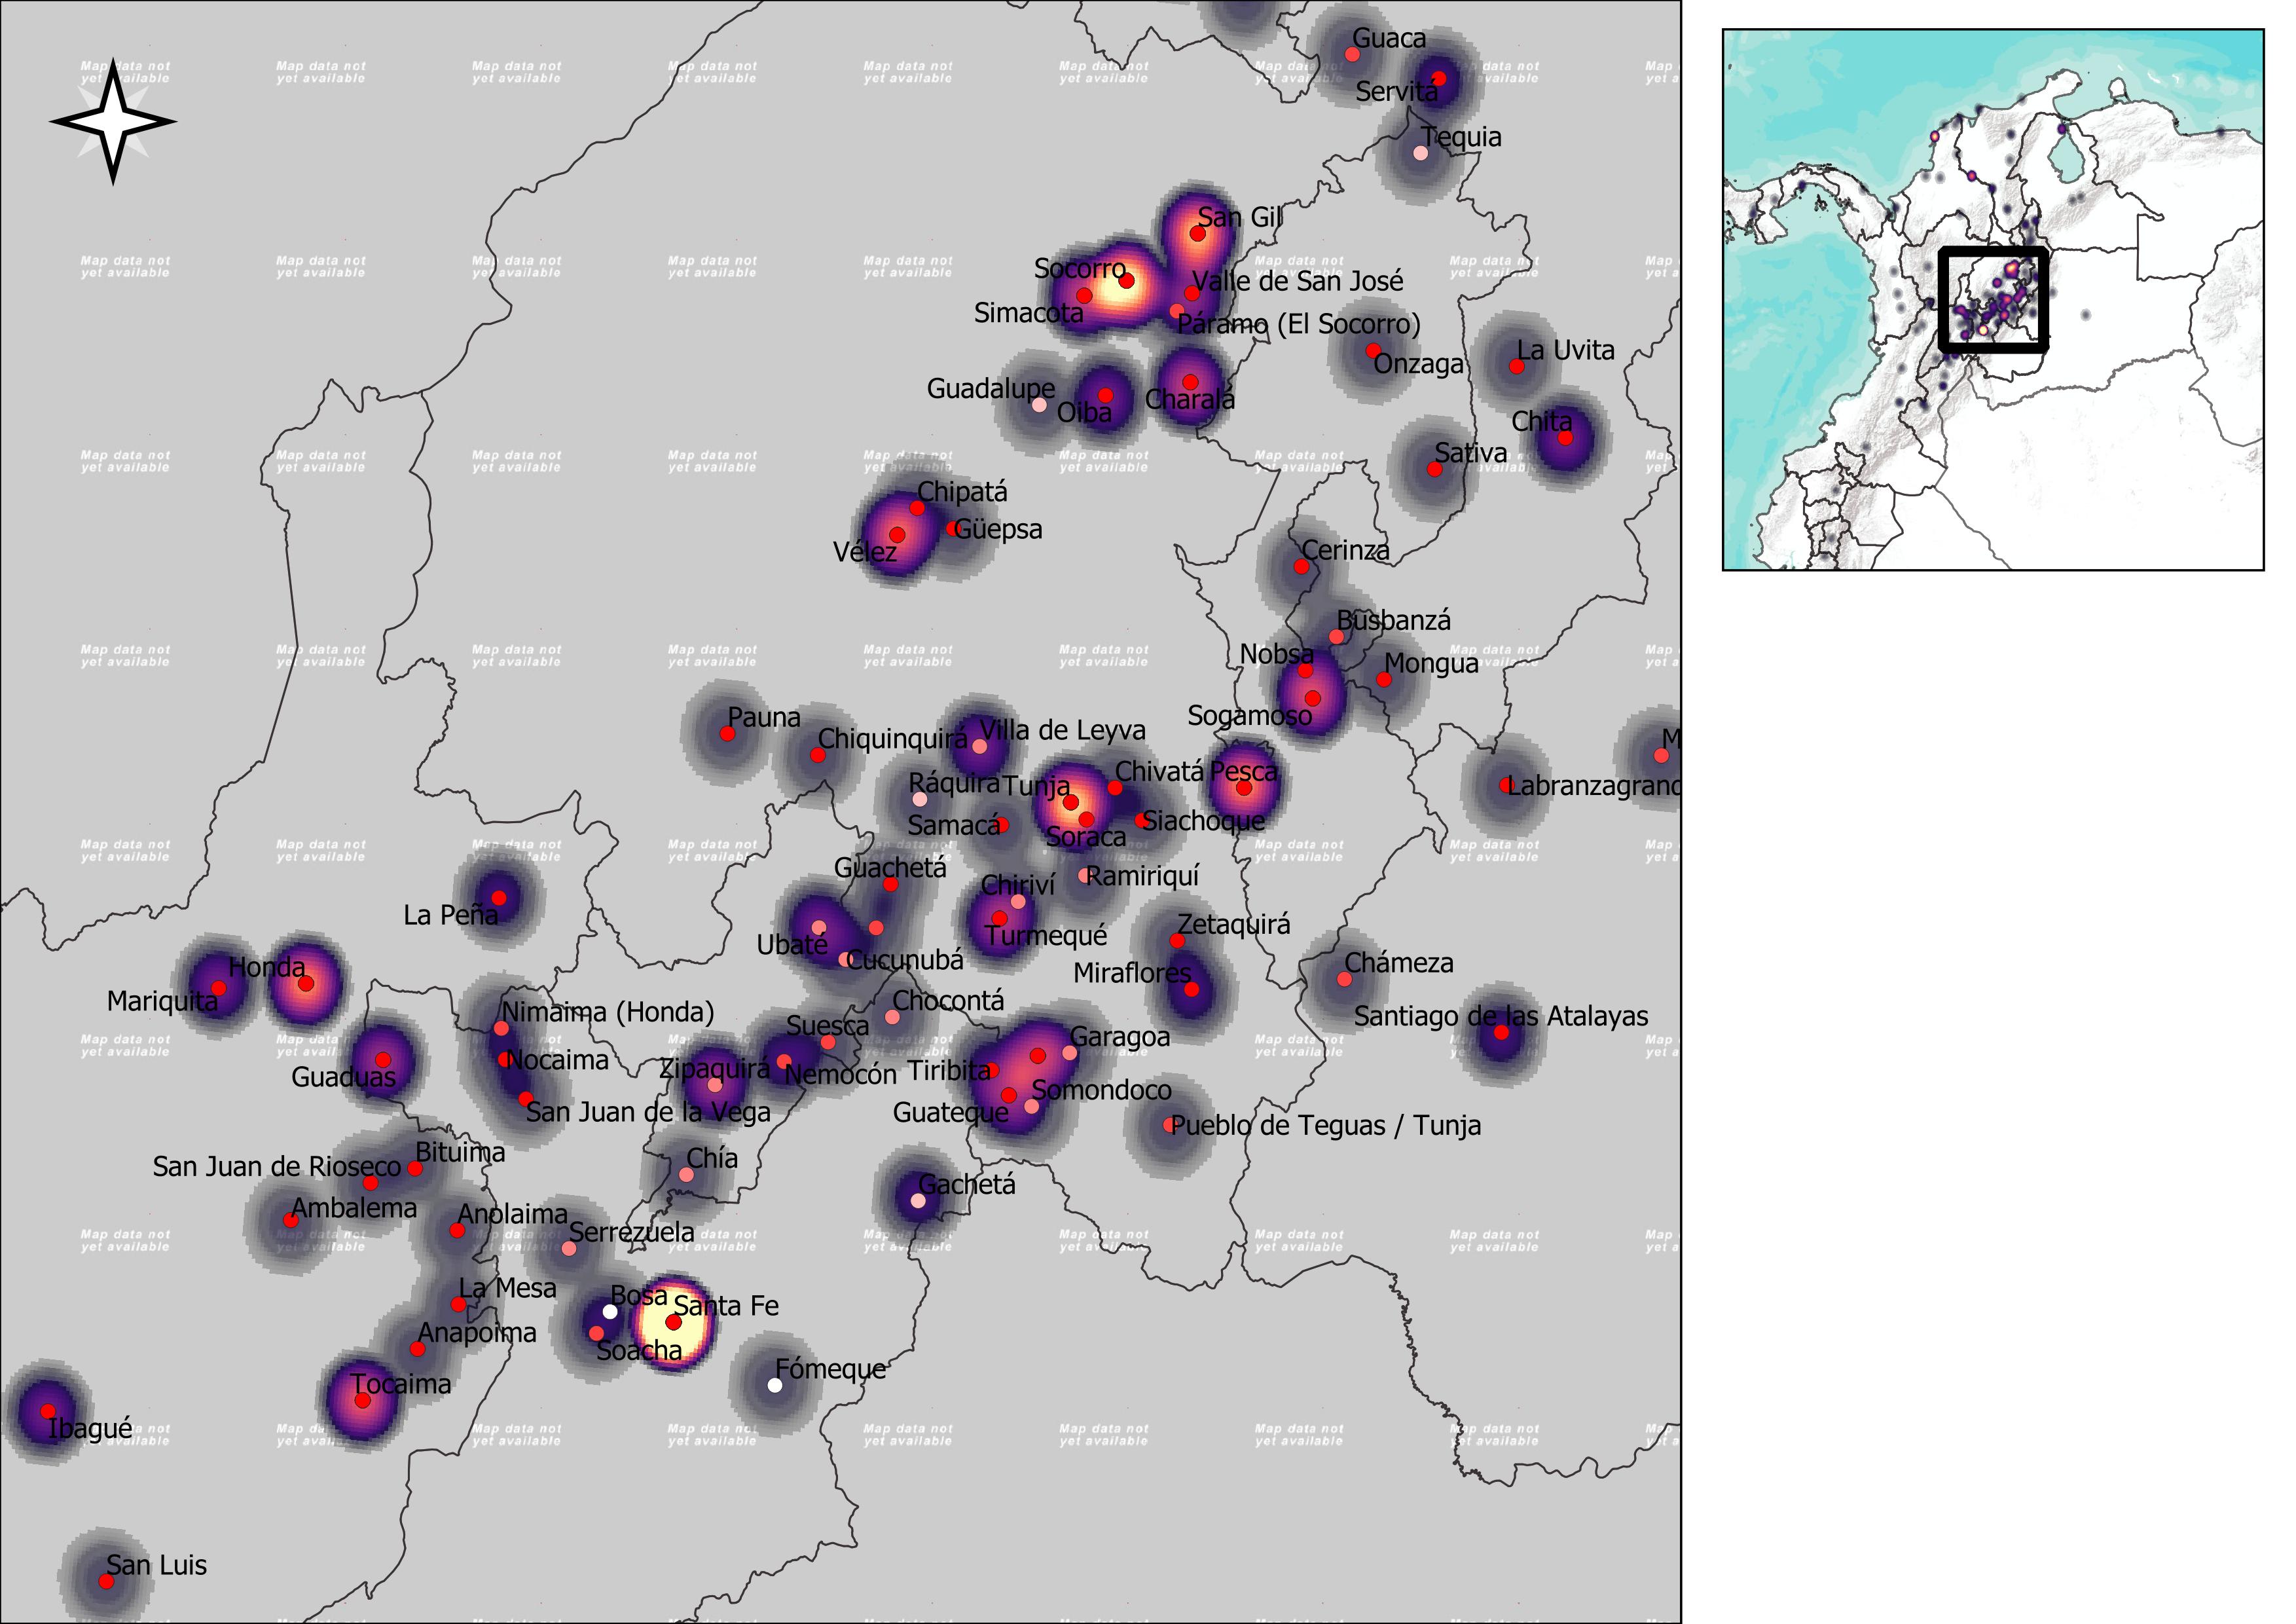 Guaca
Servitá
Tequia
San Gil
Socorro
Valle de San José
Simacota
Páramo (El Socorro)
Onzaga
La Uvita
Guadalupe
Oiba
Charalá
Chita
Sativa
Chipatá
Güepsa
Vélez
Cerinza
Busbanzá
Nobsa
Mongua
Sogamoso
Pauna
Chiquinquirá
Villa de Leyva
Ráquira
Tunja
Chivatá
Pesca
Labranzagrand
M
Samacá
Soraca
Siachoque
Guachetá
Chiriví
Ramiriquí
La Peña
Ubaté
Cucunubá
Turmequé
Zetaquirá
Miraflores
Chámeza
Honda
Mariquita
Nimaima (Honda)
Chocontá
Santiago de las Atalayas
Suesca
Garagoa
Guaduas
Nocaima
Zipaquirá
Nemocón
Tiribita
Somondoco
San Juan de la Vega
Guateque
Pueblo de Teguas / Tunja
Bituima
San Juan de Rioseco
Chía
Gachetá
Ambalema
Anolaima
Serrezuela
La Mesa
Bosa
Santa Fe
Anapoima
Soacha
Fómeque
Tocaima
Ibagué
San Luis
Map data not
yet available